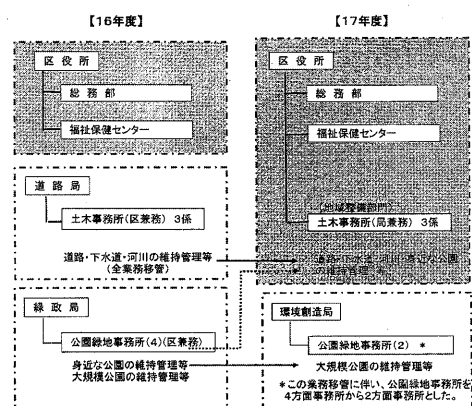 【16年度】
区役所
総務部
福祉保健センター
道路局
土木事務所(区兼務) 3係
道路・下水道・河川の維持管理等
(全業務移管)
緑政局
公園緑地事務所(4)(区兼務)
身近な公園の維持管理等
大規模公園の維持管理等
【17年度】
区役所
総務部
福祉保健センター
(地域整備部門)
土木事務所(局兼務) 3係
道路・下水道・河川・身近な公園
の維持管理 等
環境創造局
公園緑地事務所(2) *
大規模公園の維持管理等
*この業務移管に伴い、公園緑地事務所を
4方面事務所から2方面事務所とした。